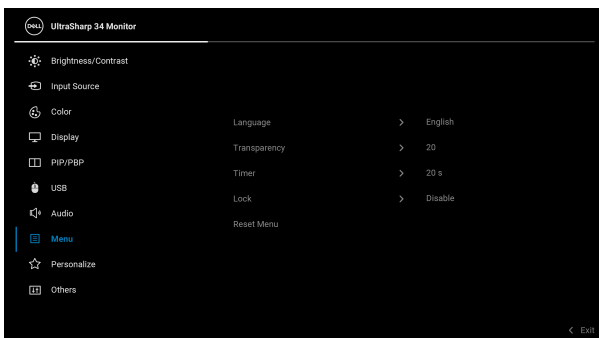 DELL UltraSharp 34 Monitor
Brightness/Contrast
Input Source
Color
Display
PIP/PBP
USB
Audio
Menu
Personalize
Others
Language > English
Transparency > 20
Timer > 20 s
Lock > Disable
Reset Menu
< Exit